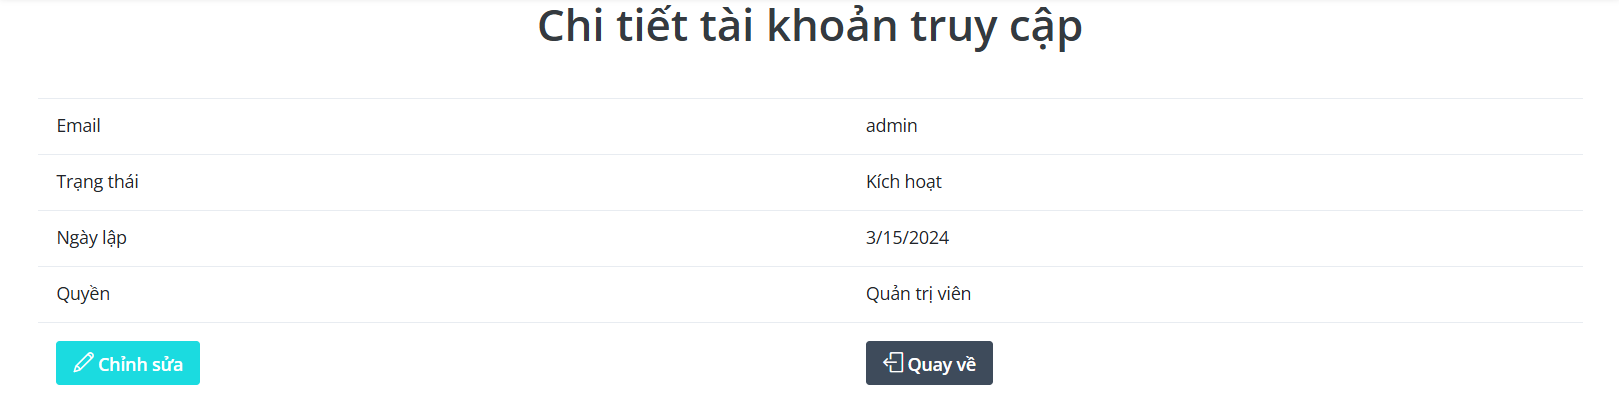 Chi tiết tài khoản truy cập
Email admin
Trạng thái Kích hoạt
Ngày lập 3/15/2024
Quyền Quản trị viên
Chỉnh sửa Quay về